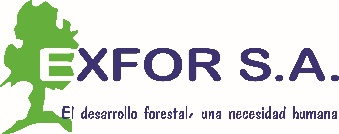 EXFOR S.A.
El desarrollo forestal, una necesidad humana